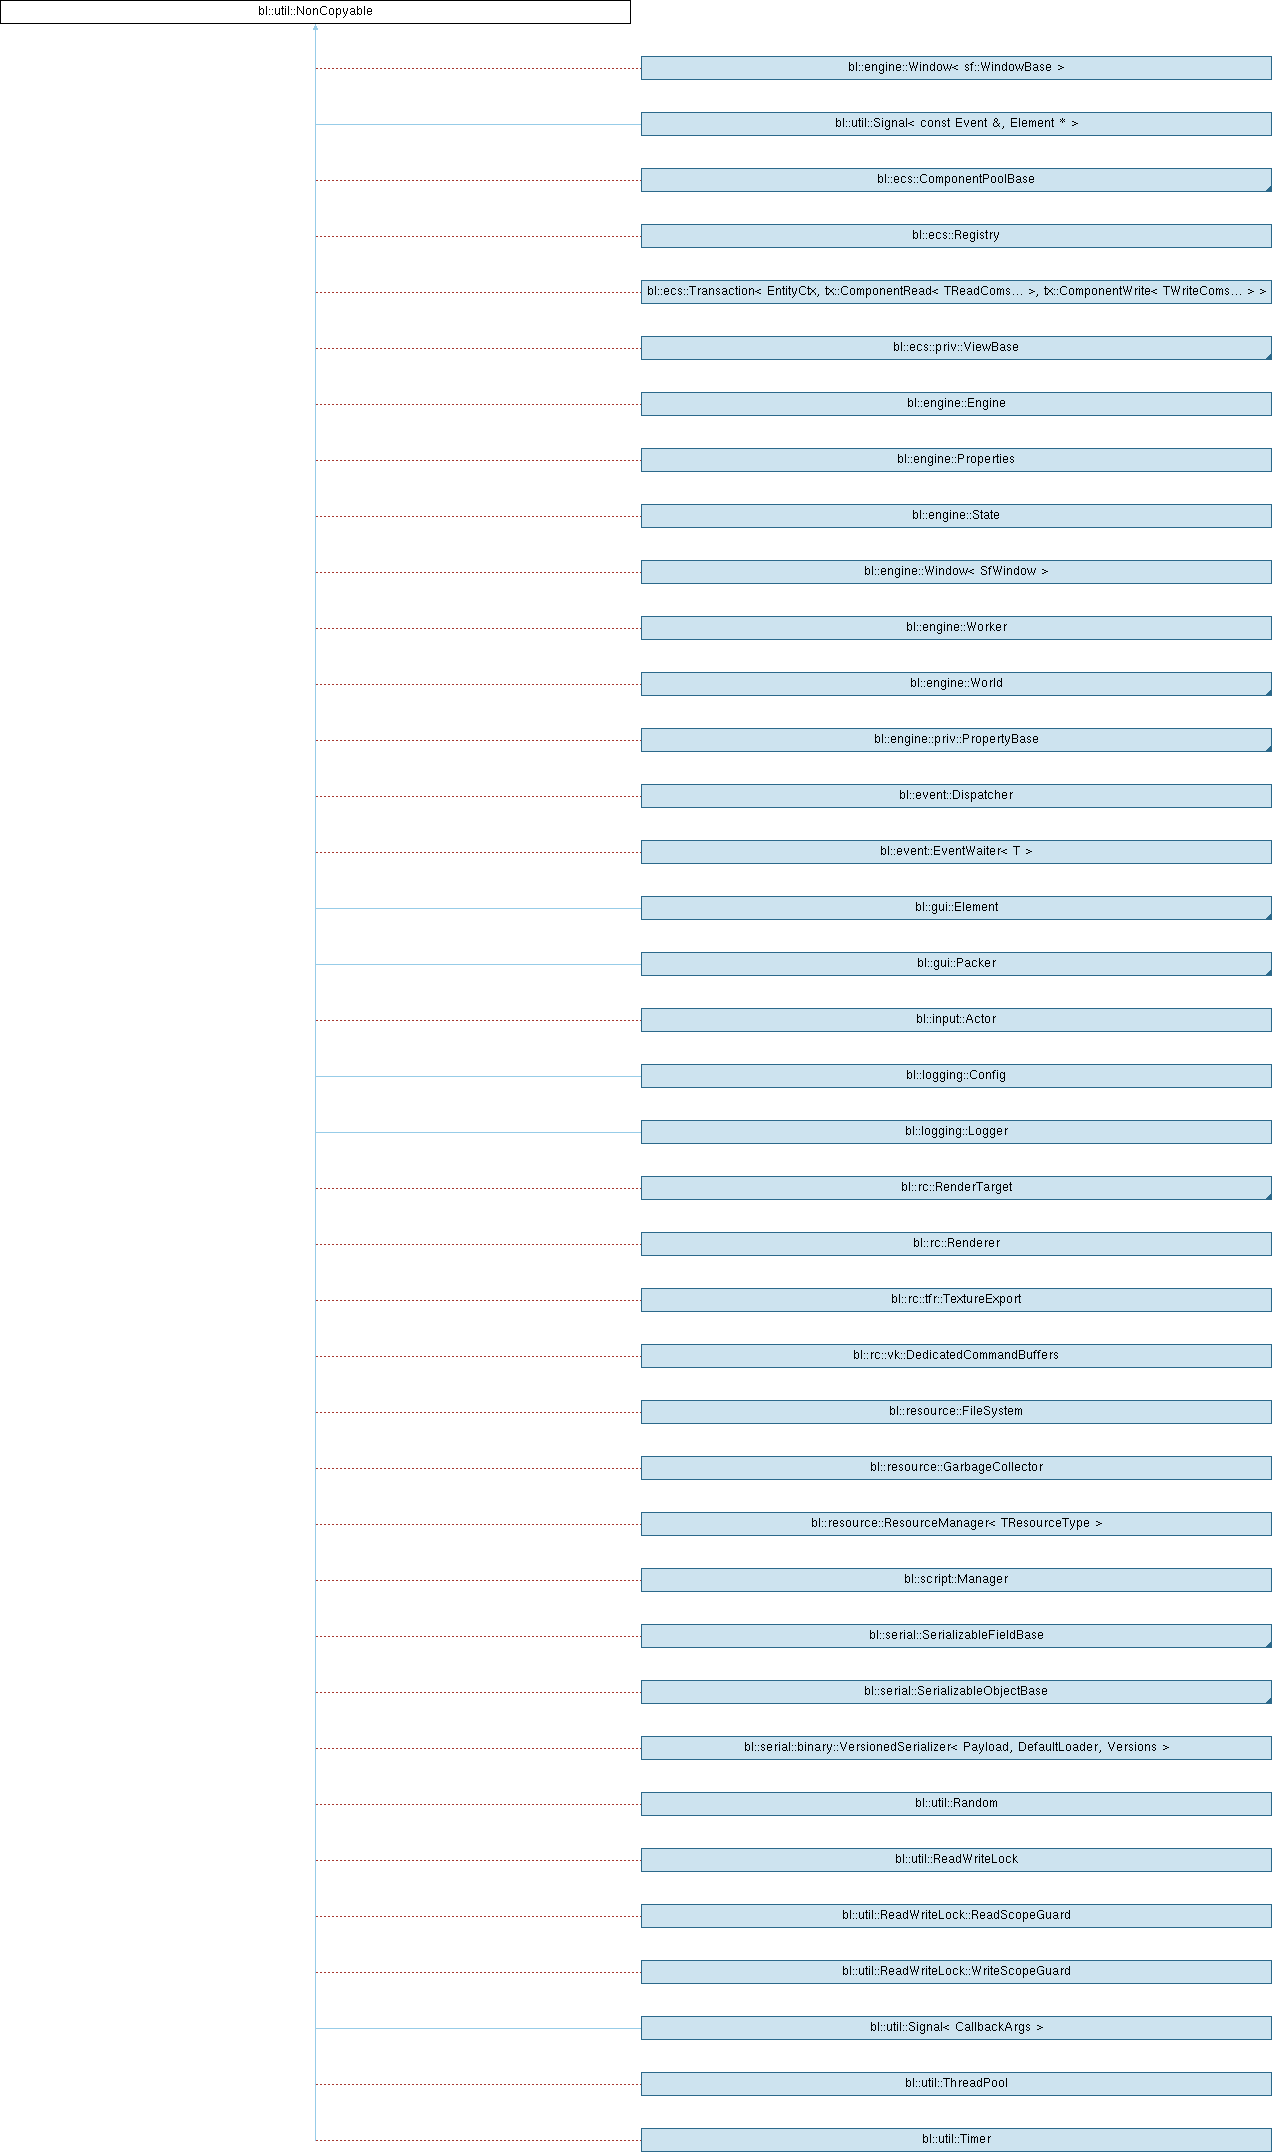 bl::util::NonCopyable
bl::engine::Window< sf::WindowBase >
bl::util::Signal< const Event &, Element * >
bl::ecs::ComponentPoolBase
bl::ecs::Registry
bl::ecs::Transaction< EntityCtx, tx::ComponentRead< TReadComs... >, tx::ComponentWrite< TWriteComs... > >
bl::ecs::priv::ViewBase
bl::engine::Engine
bl::engine::Properties
bl::engine::State
bl::engine::Window< SfWindow >
bl::engine::Worker
bl::engine::World
bl::engine::priv::PropertyBase
bl::event::Dispatcher
bl::event::EventWaiter< T >
bl::gui::Element
bl::gui::Packer
bl::input::Actor
bl::logging::Config
bl::logging::Logger
bl::rc::RenderTarget
bl::rc::Renderer
bl::rc::tfr::TextureExport
bl::rc::vk::DedicatedCommandBuffers
bl::resource::FileSystem
bl::resource::GarbageCollector
bl::resource::ResourceManager< TResourceType >
bl::script::Manager
bl::serial::SerializableFieldBase
bl::serial::SerializableObjectBase
bl::serial::binary::VersionedSerializer< Payload, DefaultLoader, Versions >
bl::util::Random
bl::util::ReadWriteLock
bl::util::ReadWriteLock::ReadScopeGuard
bl::util::ReadWriteLock::WriteScopeGuard
bl::util::Signal< CallbackArgs >
bl::util::ThreadPool
bl::util::Timer